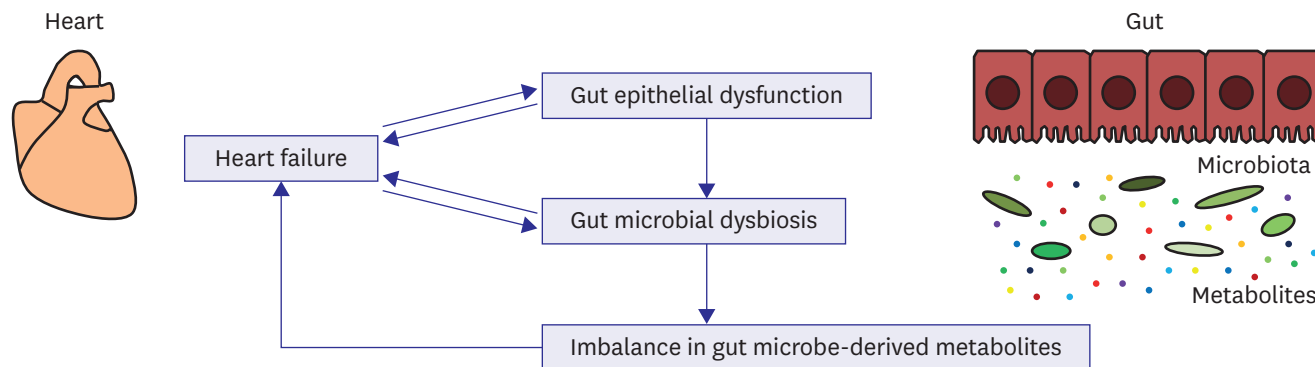 Heart
Gut
Gut epithelial dysfunction
Heart failure
Microbiota
Gut microbial dysbiosis
Metabolites
Imbalance in gut microbe-derived metabolites